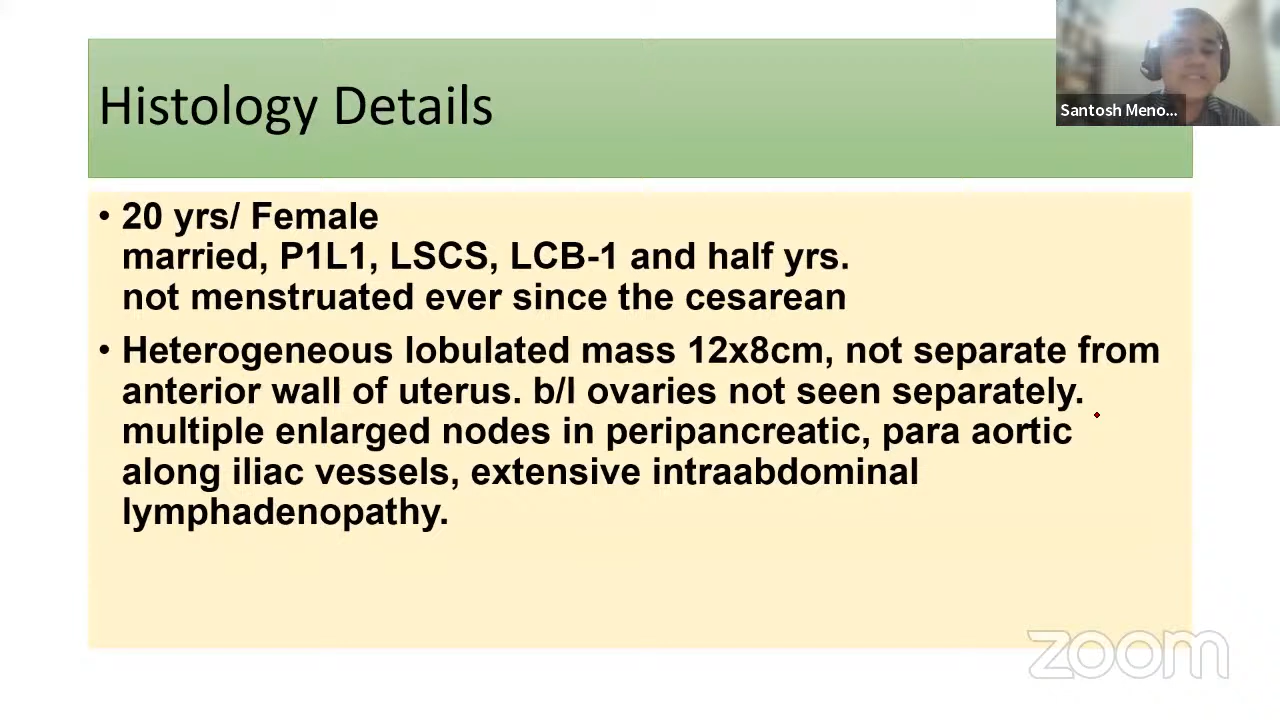 Histology Details
Santosh Meno...
• 20 yrs/ Female
married, P1L1, LSCS, LCB-1 and half yrs.
not menstruated ever since the cesarean
• Heterogeneous lobulated mass 12x8cm, not separate from
anterior wall of uterus. b/l ovaries not seen separately.
multiple enlarged nodes in peripancreatic, para aortic
along iliac vessels, extensive intraabdominal
lymphadenopathy.
zoom